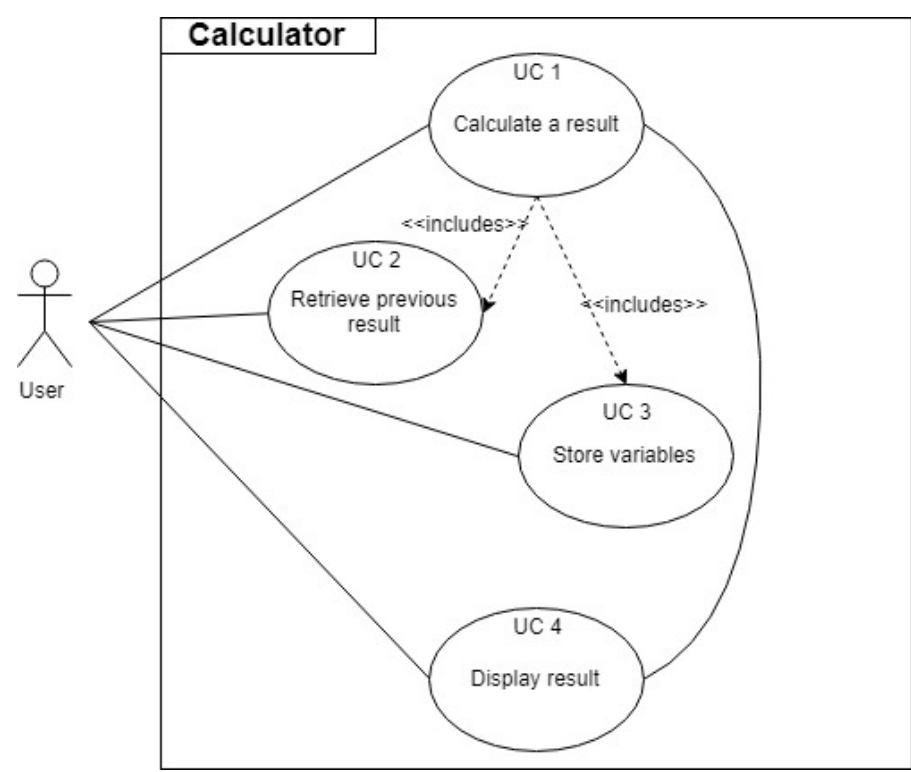 Calculator
UC 1
Calculate a result
<<includes>>
UC 2
Retrieve previous
result
<<includes>>
User
UC 3
Store variables
UC 4
Display result